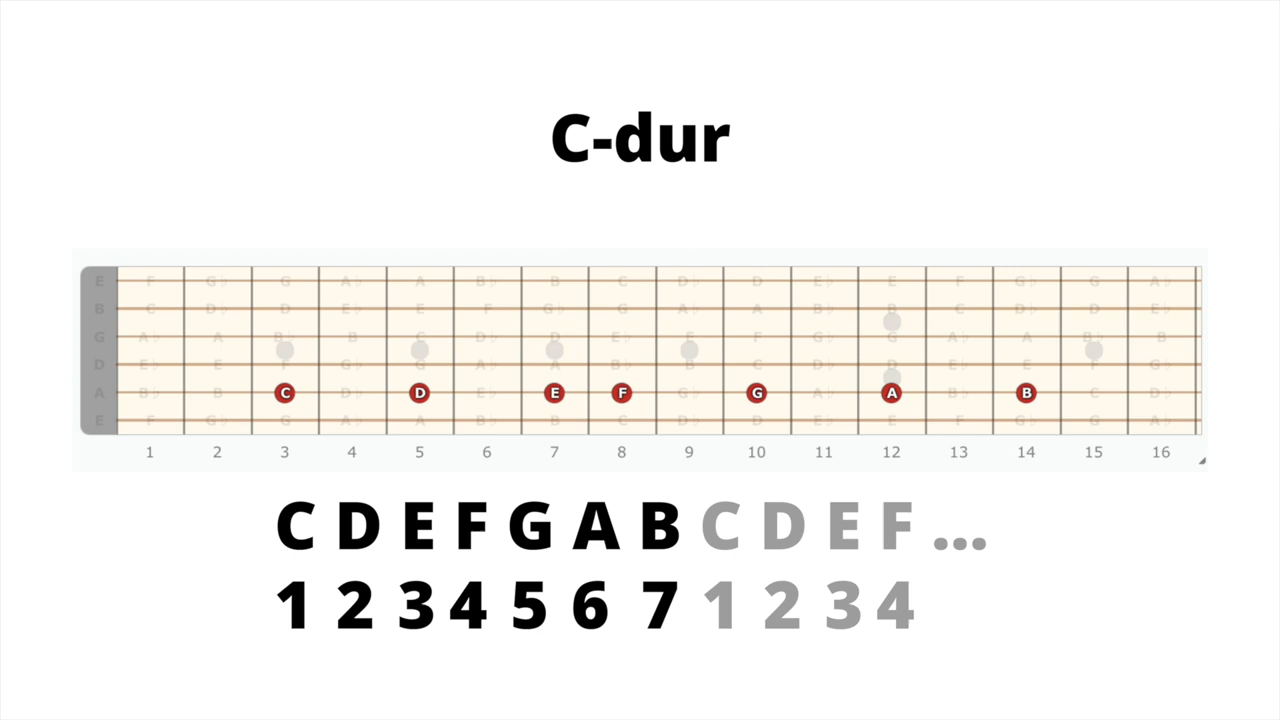 C-dur
E F G♭ G A♭ A B♭ B C D♭ D E♭ E F G♭ G A♭
B C D♭ D E♭ E F G♭ G A♭ A B♭ B C D♭ D E♭
G A♭ A B♭ B C D♭ D E♭ E F G♭ G A♭ A B♭ B
D E♭ E F G♭ G A♭ A B♭ B C D♭ D E♭ E F G♭
A B♭ B C D♭ D E♭ E F G♭ G A♭ A B♭ B C D♭
E F G♭ G A♭ A B♭ B C D♭ D E♭ E F G♭ G A♭
1 2 3 4 5 6 7 8 9 10 11 12 13 14 15 16
C D E F G A B C D E F ...
1 2 3 4 5 6 7 1 2 3 4